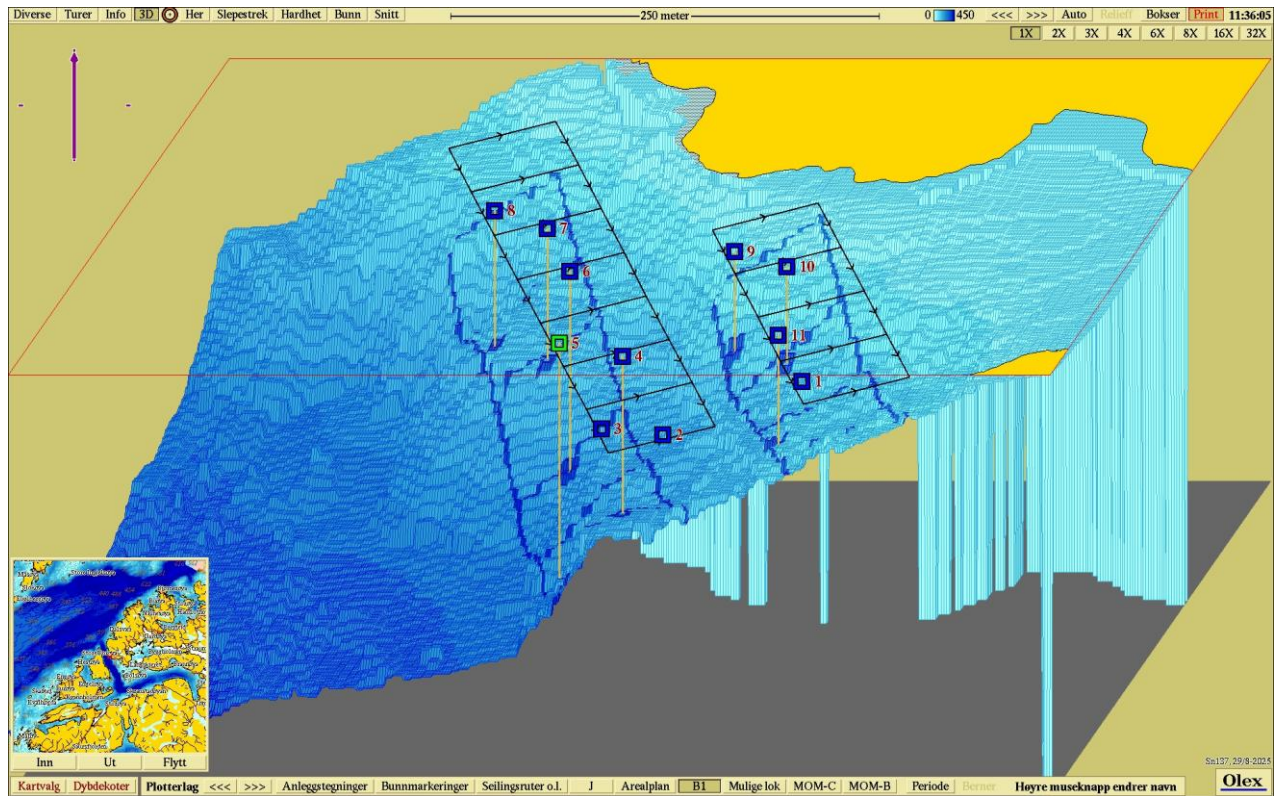 Diverse Turer Info 3D Her Slepestrek Hardhet Bunn Snitt 250 meter 0 450 <<< >>> Auto Relieff Bokser Print 11:36:05
1X 2X 3X 4X 6X 8X 16X 32X
8
7
9
6
10
11
5
4
1
3
2
Inn Ut Flytt
Sn137, 29/8-2025
Kartvalg Dybdekoter Plotterlag <<< >>> Anleggstegninger Bunnmarkeringer Seilingsruter o.l. J Arealplan B1 Mulige lok MOM-C MOM-B Periode Berner Høyre museknapp endrer navn Olex